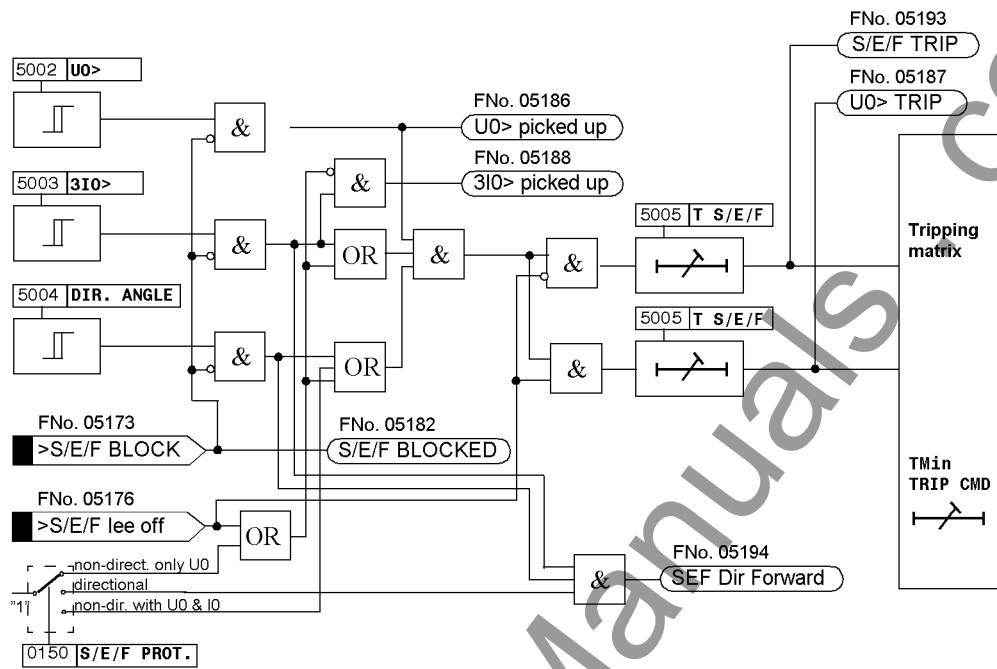 FNo. 05193
S/E/F TRIP
5002 U0>
FNo. 05187
U0> TRIP
FNo. 05186
U0> picked up
&
FNo. 05188
3I0> picked up
&
5003 3I0>
5005 T S/E/F
&
OR
&
&
Tripping
matrix
5004 DIR. ANGLE
5005 T S/E/F
&
OR
&
FNo. 05173
>S/E/F BLOCK
FNo. 05182
S/E/F BLOCKED
TMin
TRIP CMD
FNo. 05176
>S/E/F lee off
OR
FNo. 05194
SEF Dir Forward
&
non-direct. only U0
directional
"1"
non-dir. with U0 & I0
0150 S/E/F PROT.
Manuals
.